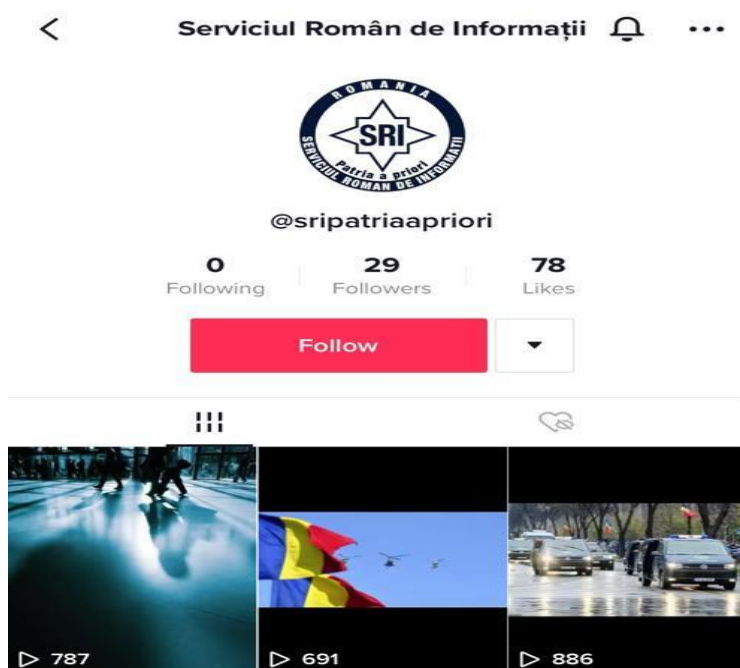 Serviciul Român de Informații
ROMANIA
SRI
Patria a priori
SERVICIUL ROMAN DE INFORMATII
@sripatriaapriori
0 29 78
Following Followers Likes
Follow
787 691 886